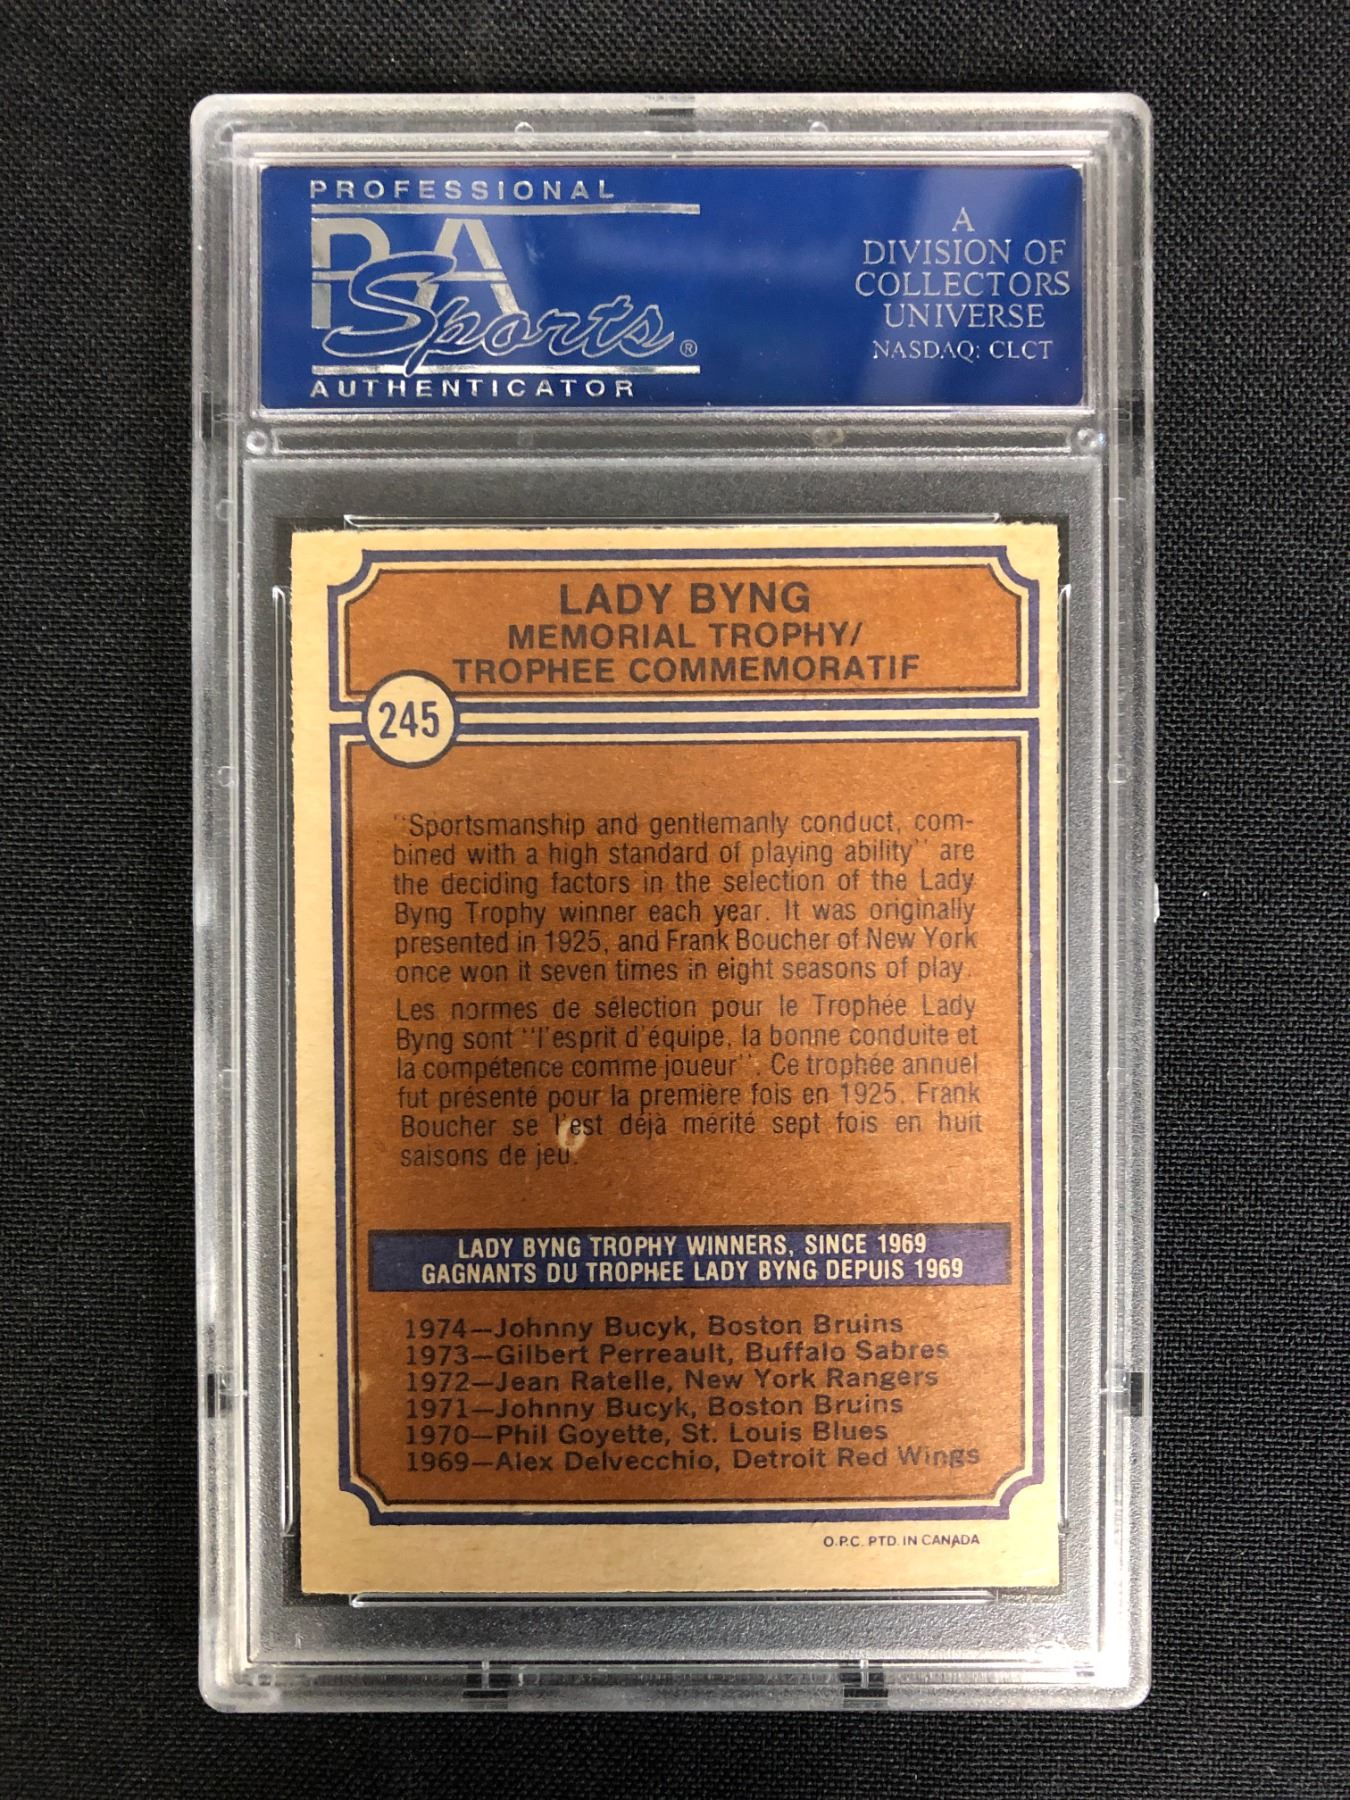 PROFESSIONAL
PSA
Sports®
AUTHENTICATOR
A
DIVISION OF
COLLECTORS
UNIVERSE
NASDAQ: CLCT
LADY BYNG
MEMORIAL TROPHY/
TROPHEE COMMEMORATIF
245
"Sportsmanship and gentlemanly conduct, com-
bined with a high standard of playing ability" are
the deciding factors in the selection of the Lady
Byng Trophy winner each year. It was originally
presented in 1925, and Frank Boucher of New York
once won it seven times in eight seasons of play.
Les normes de sélection pour le Trophée Lady
Byng sont "l'esprit d'équipe, la bonne conduite et
la compétence comme joueur". Ce trophée annuel
fut présenté pour la première fois en 1925. Frank
Boucher se l'est déjà mérité sept fois en huit
saisons de jeu.
LADY BYNG TROPHY WINNERS, SINCE 1969
GAGNANTS DU TROPHEE LADY BYNG DEPUIS 1969
1974—Johnny Bucyk, Boston Bruins
1973—Gilbert Perreault, Buffalo Sabres
1972—Jean Ratelle, New York Rangers
1971—Johnny Bucyk, Boston Bruins
1970—Phil Goyette, St. Louis Blues
1969—Alex Delvecchio, Detroit Red Wings
O.P.C. PTD. IN CANADA